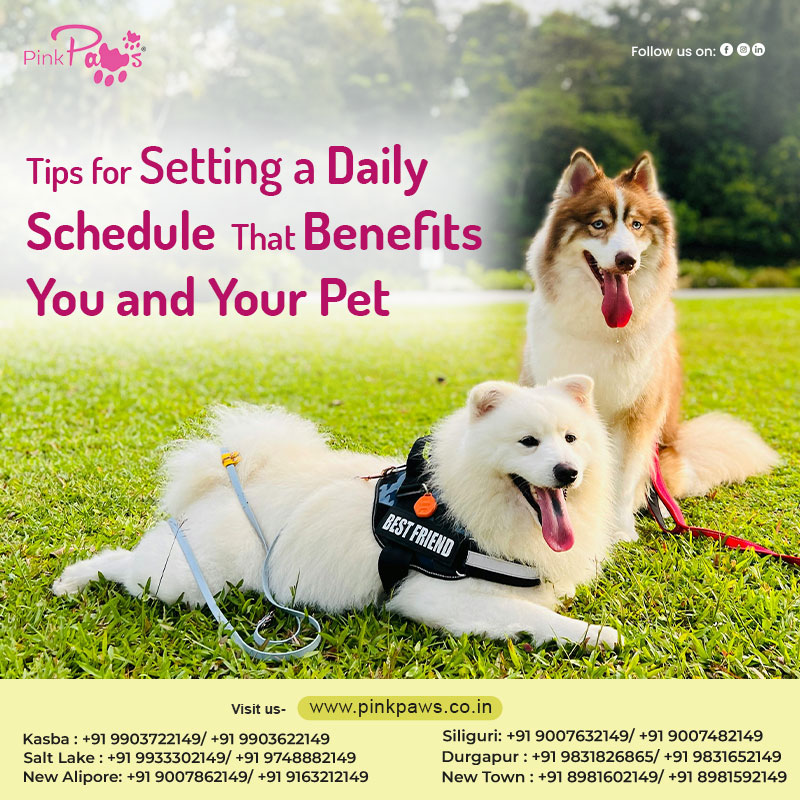 Pink Paws®
Follow us on:
Tips for Setting a Daily
Schedule That Benefits
You and Your Pet
BEST FRIEND
Visit us- www.pinkpaws.co.in
Kasba : +91 9903722149/ +91 9903622149
Salt Lake : +91 9933302149/ +91 9748882149
New Alipore: +91 9007862149/ +91 9163212149
Siliguri: +91 9007632149/ +91 9007482149
Durgapur : +91 9831826865/ +91 9831652149
New Town : +91 8981602149/ +91 8981592149